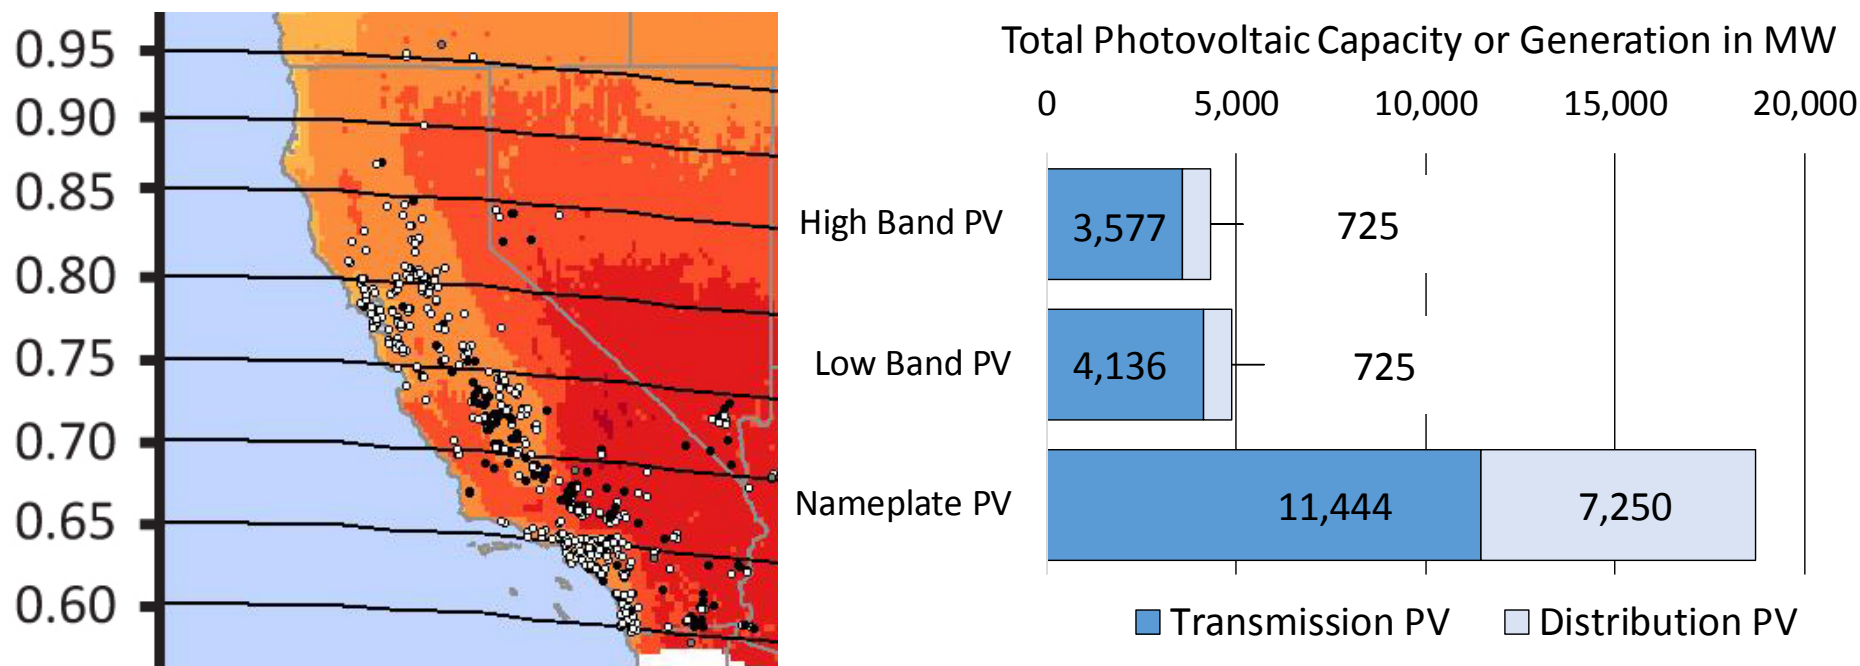 0.95
0.90
0.85
0.80
0.75
0.70
0.65
0.60
Total Photovoltaic Capacity or Generation in MW
0 5,000 10,000 15,000 20,000
High Band PV 3,577 725
Low Band PV 4,136 725
Nameplate PV 11,444 7,250
Transmission PV Distribution PV